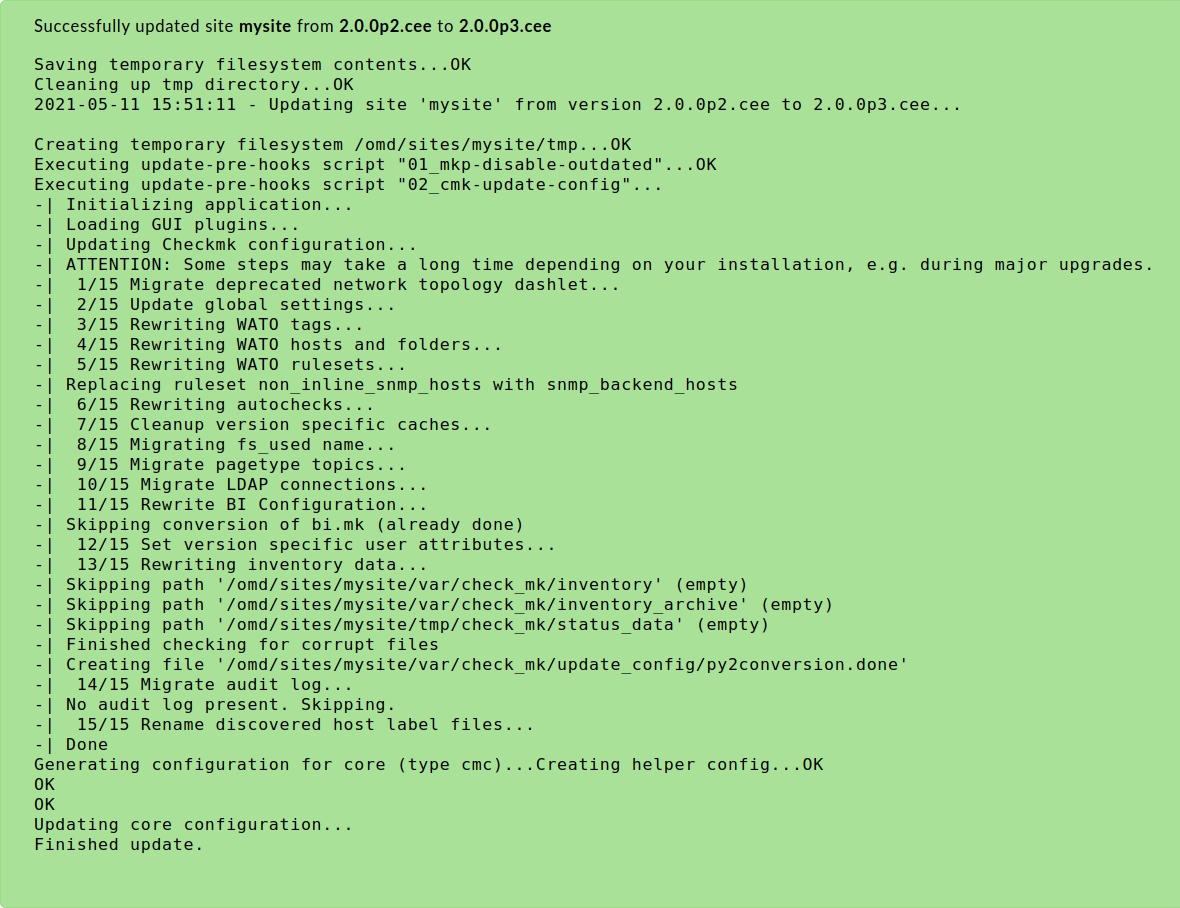 Successfully updated site mysite from 2.0.0p2.cee to 2.0.0p3.cee
Saving temporary filesystem contents...OK
Cleaning up tmp directory...OK
2021-05-11 15:51:11 - Updating site 'mysite' from version 2.0.0p2.cee to 2.0.0p3.cee...
Creating temporary filesystem /omd/sites/mysite/tmp...OK
Executing update-pre-hooks script "01_mkp-disable-outdated"...OK
Executing update-pre-hooks script "02_cmk-update-config"...
-| Initializing application...
-| Loading GUI plugins...
-| Updating Checkmk configuration...
-| ATTENTION: Some steps may take a long time depending on your installation, e.g. during major upgrades.
-|  1/15 Migrate deprecated network topology dashlet...
-|  2/15 Update global settings...
-|  3/15 Rewriting WATO tags...
-|  4/15 Rewriting WATO hosts and folders...
-|  5/15 Rewriting WATO rulesets...
-| Replacing ruleset non_inline_snmp_hosts with snmp_backend_hosts
-|  6/15 Rewriting autochecks...
-|  7/15 Cleanup version specific caches...
-|  8/15 Migrating fs_used name...
-|  9/15 Migrate pagetype topics...
-|  10/15 Migrate LDAP connections...
-|  11/15 Rewrite BI Configuration...
-| Skipping conversion of bi.mk (already done)
-|  12/15 Set version specific user attributes...
-|  13/15 Rewriting inventory data...
-| Skipping path '/omd/sites/mysite/var/check_mk/inventory' (empty)
-| Skipping path '/omd/sites/mysite/var/check_mk/inventory_archive' (empty)
-| Skipping path '/omd/sites/mysite/tmp/check_mk/status_data' (empty)
-| Finished checking for corrupt files
-| Creating file '/omd/sites/mysite/var/check_mk/update_config/py2conversion.done'
-|  14/15 Migrate audit log...
-| No audit log present. Skipping.
-|  15/15 Rename discovered host label files...
-| Done
Generating configuration for core (type cmc)...Creating helper config...OK
OK
OK
Updating core configuration...
Finished update.